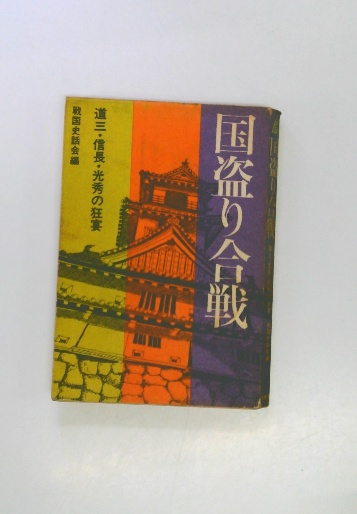 国盗り合戦
道三・信長・光秀の狂宴
戦国史話会編